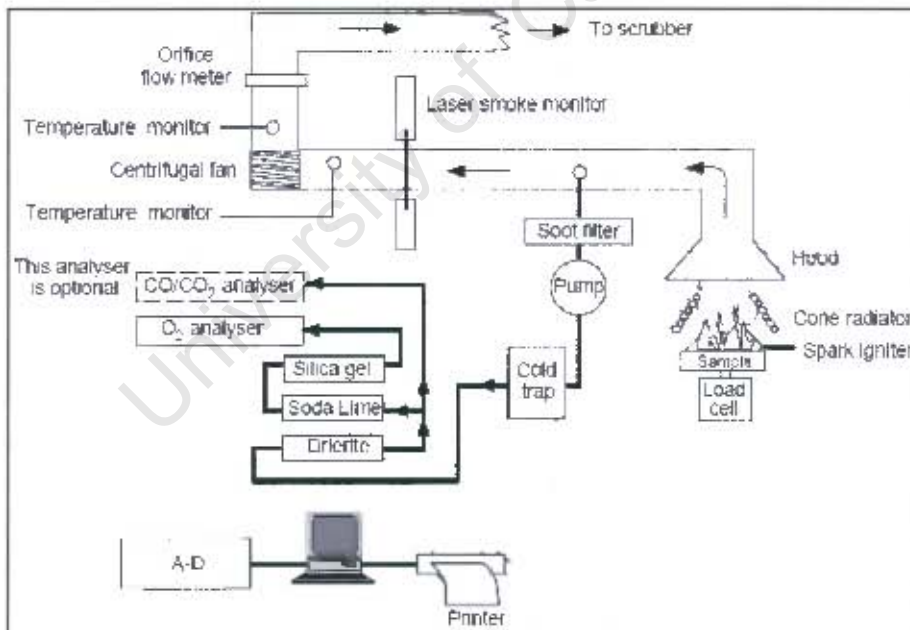 To scrubber
Orifice
flow meter
Laser smoke monitor
Temperature monitor
Centrifugal fan
Temperature monitor
Soot filter
Hood
This analyser
is optional
CO/CO₂ analyser
Pump
O₂ analyser
Cone radiator
Spark igniter
Silica gel
Sample
Cold
trap
Load
cell
Soda Lime
Drierite
A-D
Printer
University of